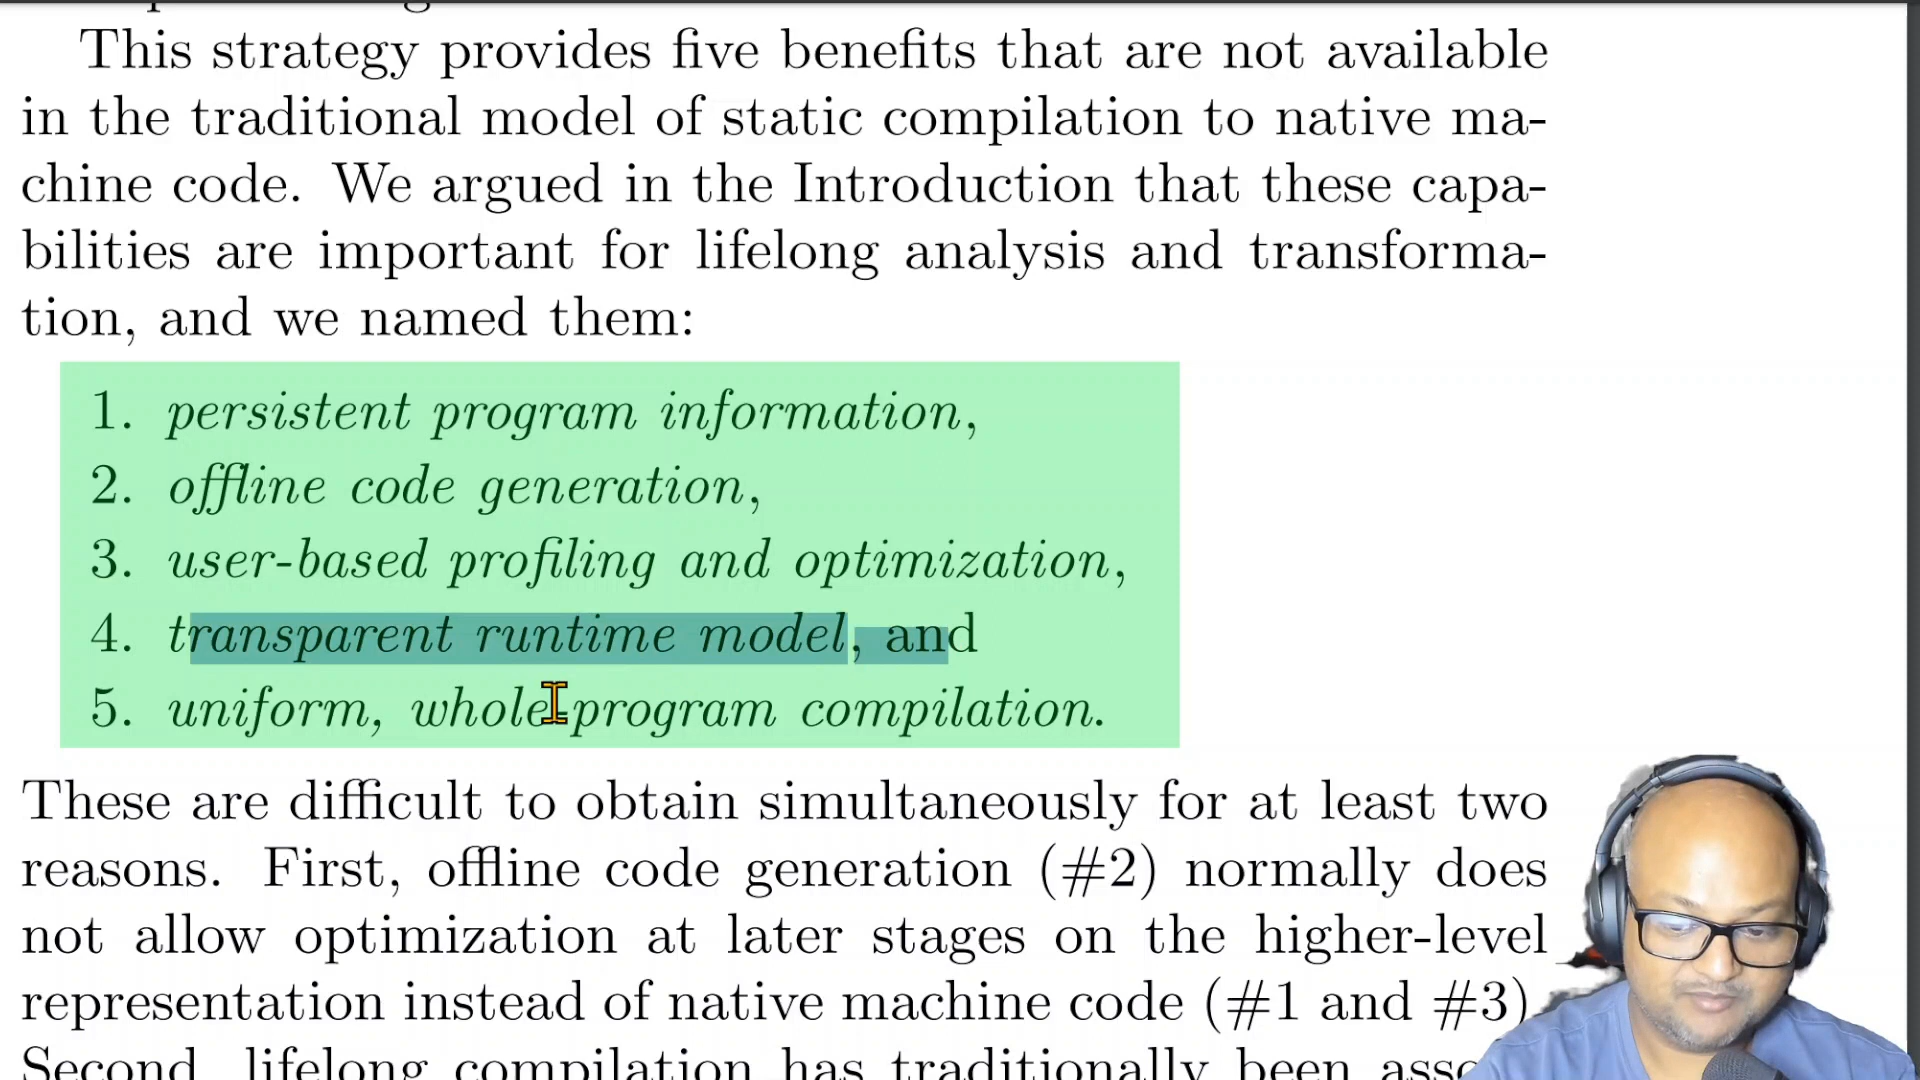 This strategy provides five benefits that are not available
in the traditional model of static compilation to native ma-
chine code. We argued in the Introduction that these capa-
bilities are important for lifelong analysis and transforma-
tion, and we named them:
1. persistent program information,
2. offline code generation,
3. user-based profiling and optimization,
4. transparent runtime model, and
5. uniform, whole-program compilation.
These are difficult to obtain simultaneously for at least two
reasons. First, offline code generation (#2) normally does
not allow optimization at later stages on the higher-level
representation instead of native machine code (#1 and #3)
Second, lifelong compilation has traditionally been